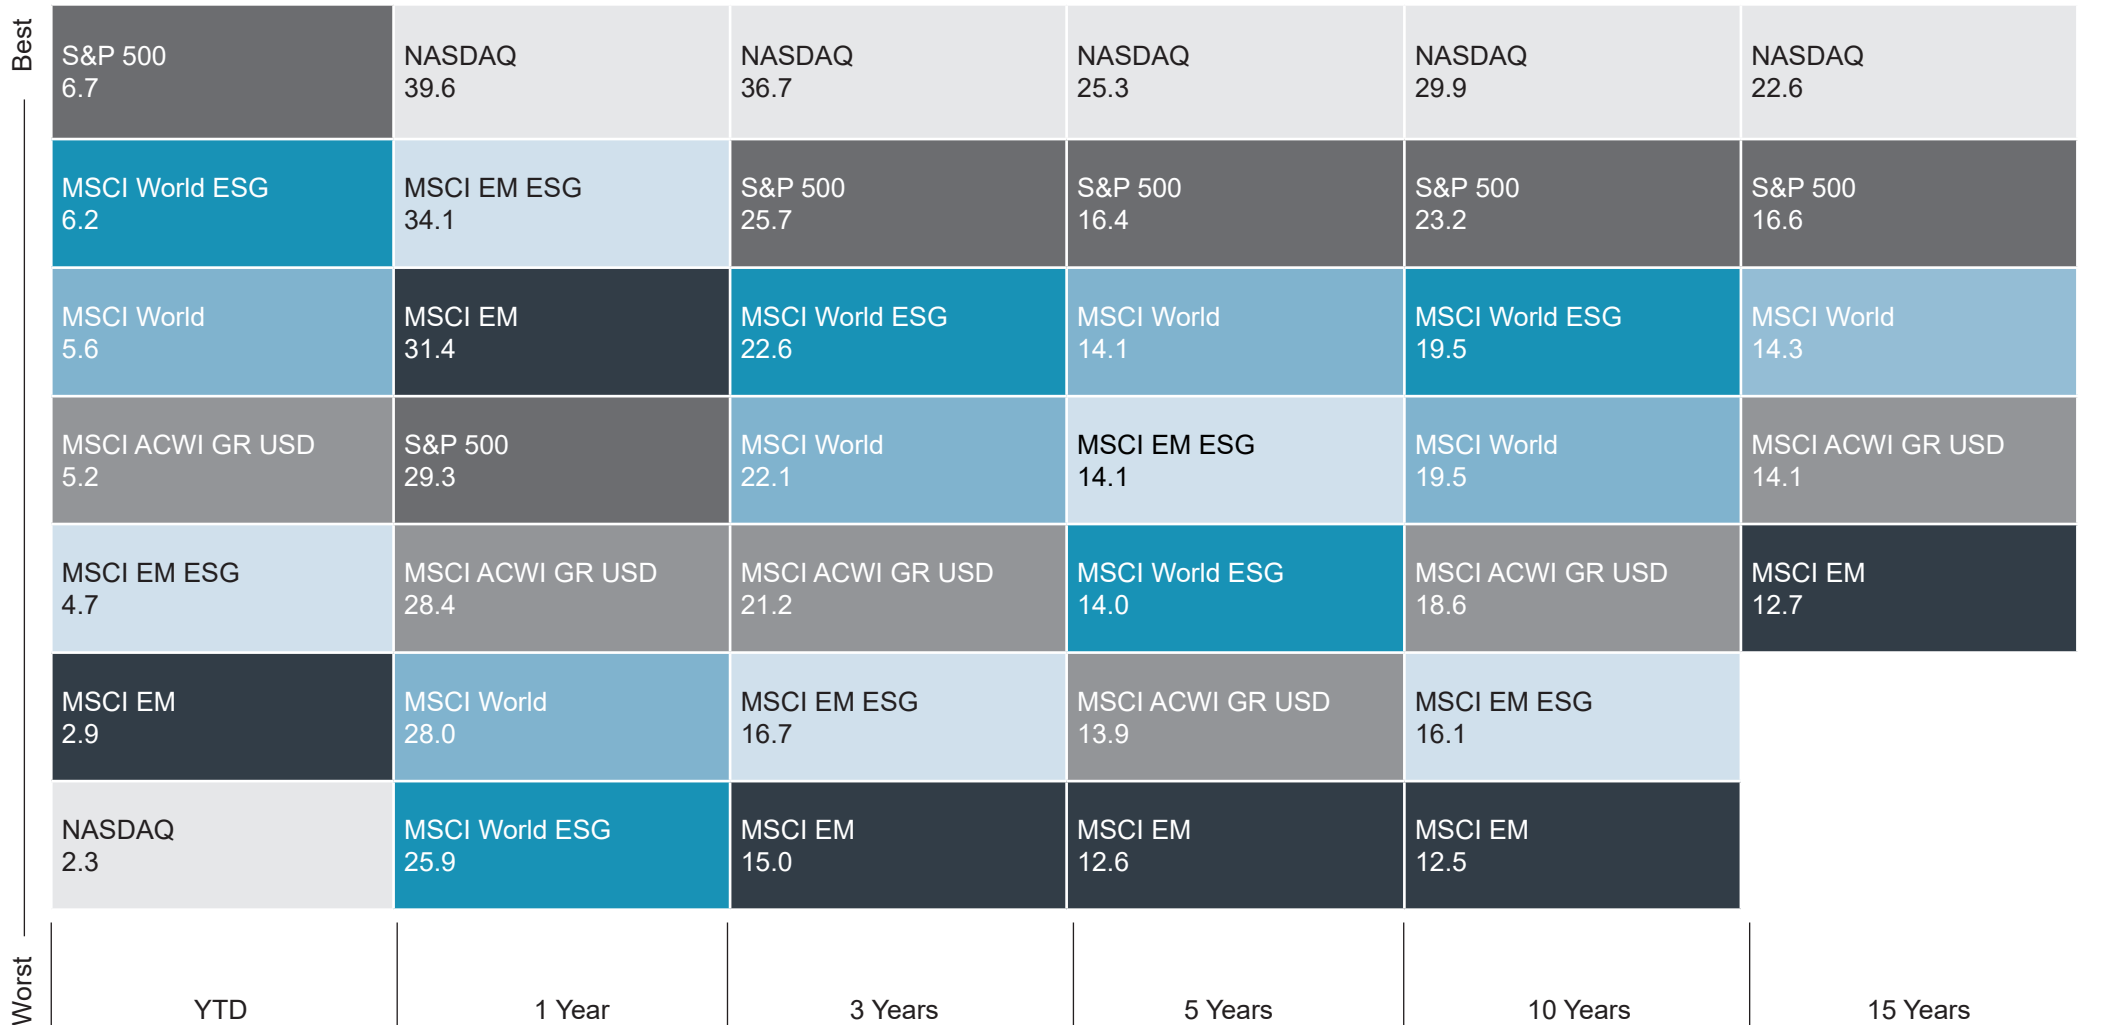 Best
S&P 500
6.7
NASDAQ
39.6
NASDAQ
36.7
NASDAQ
25.3
NASDAQ
29.9
NASDAQ
22.6
MSCI World ESG
6.2
MSCI EM ESG
34.1
S&P 500
25.7
S&P 500
16.4
S&P 500
23.2
S&P 500
16.6
MSCI World
5.6
MSCI EM
31.4
MSCI World ESG
22.6
MSCI World
14.1
MSCI World ESG
19.5
MSCI World
14.3
MSCI ACWI GR USD
5.2
S&P 500
29.3
MSCI World
22.1
MSCI EM ESG
14.1
MSCI World
19.5
MSCI ACWI GR USD
14.1
MSCI EM ESG
4.7
MSCI ACWI GR USD
28.4
MSCI ACWI GR USD
21.2
MSCI World ESG
14.0
MSCI ACWI GR USD
18.6
MSCI EM
12.7
MSCI EM
2.9
MSCI World
28.0
MSCI EM ESG
16.7
MSCI ACWI GR USD
13.9
MSCI EM ESG
16.1
NASDAQ
2.3
MSCI World ESG
25.9
MSCI EM
15.0
MSCI EM
12.6
MSCI EM
12.5
Worst
YTD
1 Year
3 Years
5 Years
10 Years
15 Years